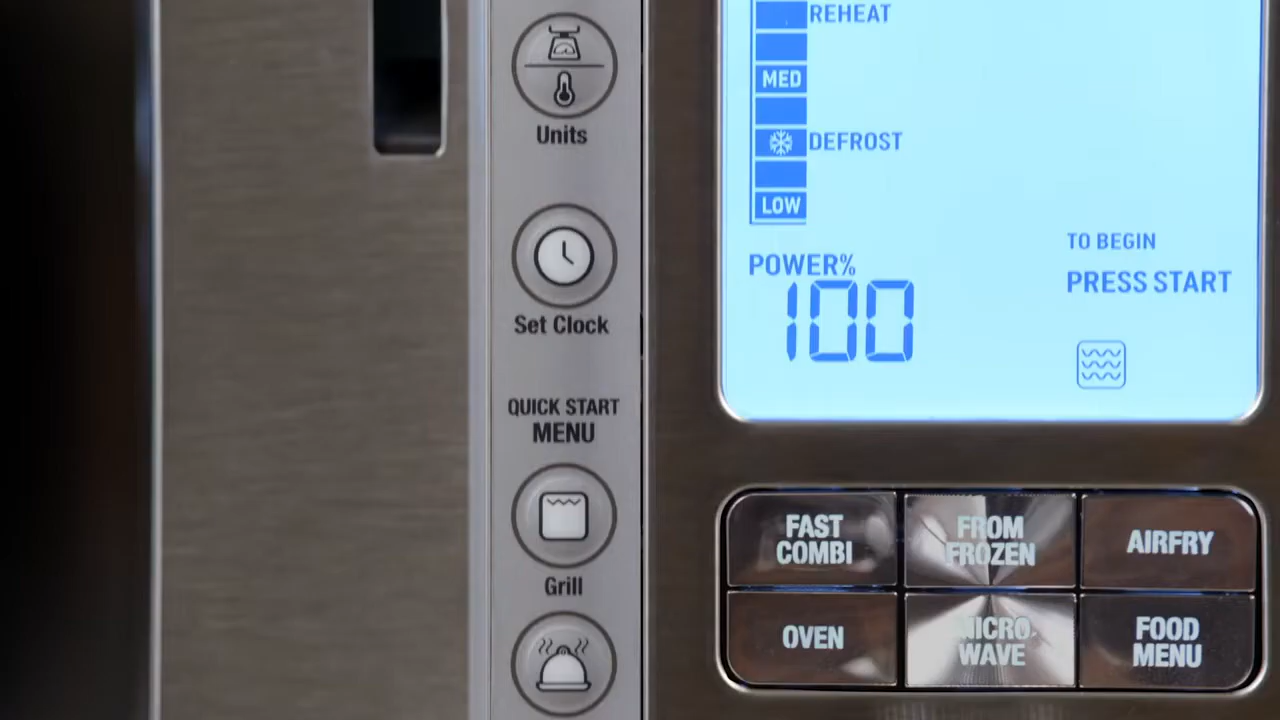 Units
Set Clock
QUICK START
MENU
Grill
REHEAT
MED
DEFROST
LOW
POWER%
100
TO BEGIN
PRESS START
FAST
COMBI
FROM
FROZEN
AIRFRY
OVEN
MICRO
WAVE
FOOD
MENU